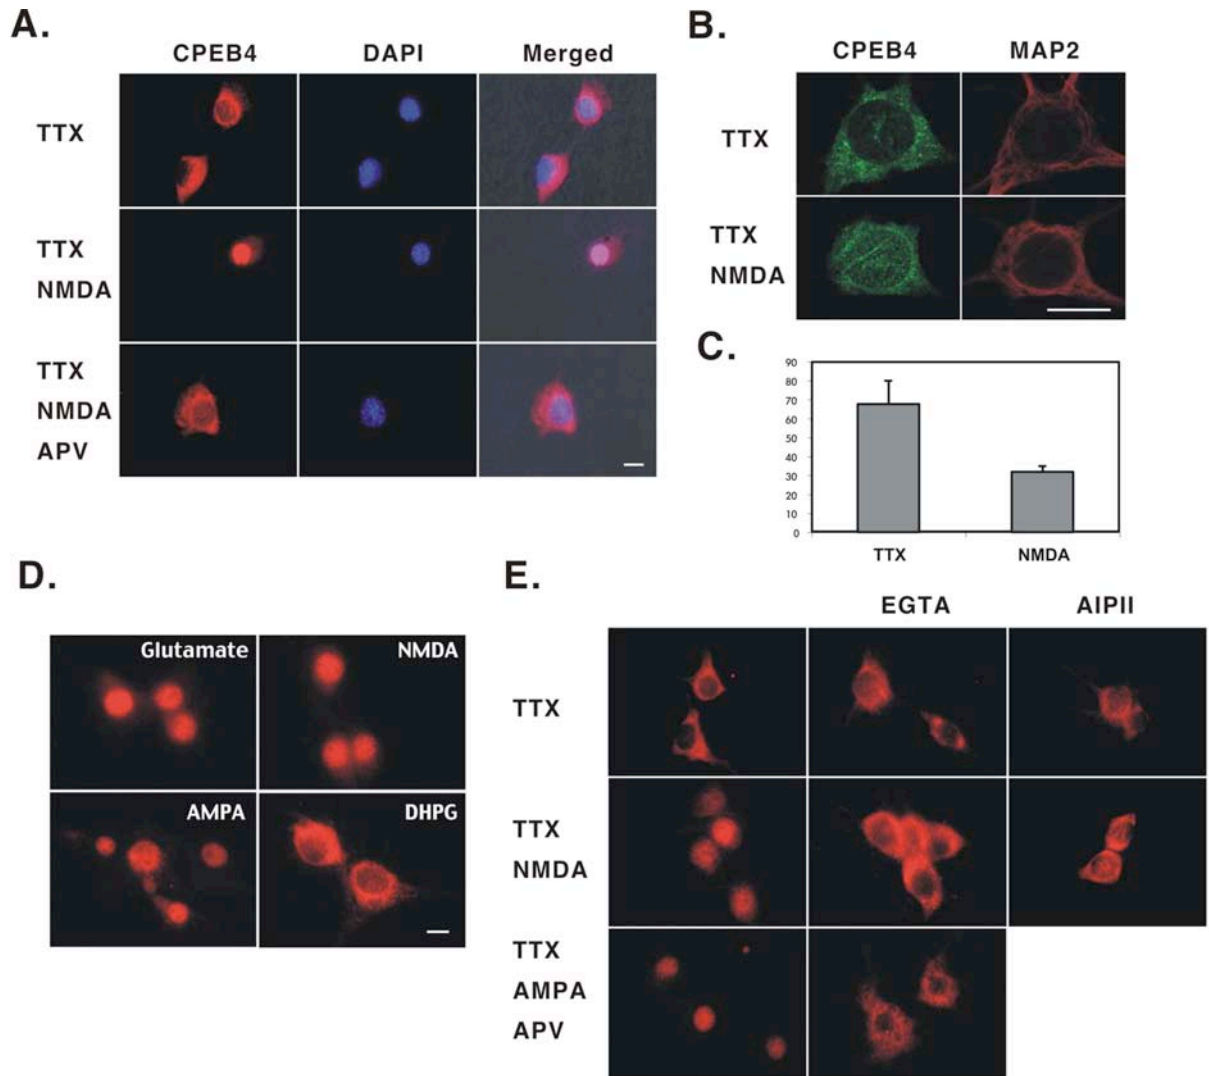 A.
CPEB4 DAPI Merged
TTX
TTX
NMDA
TTX
NMDA
APV
B.
CPEB4 MAP2
TTX
TTX
NMDA
C.
90
80
70
60
50
40
30
20
10
0
TTX NMDA
D.
Glutamate NMDA
AMPA DHPG
E.
EGTA AIPII
TTX
TTX
NMDA
TTX
AMPA
APV